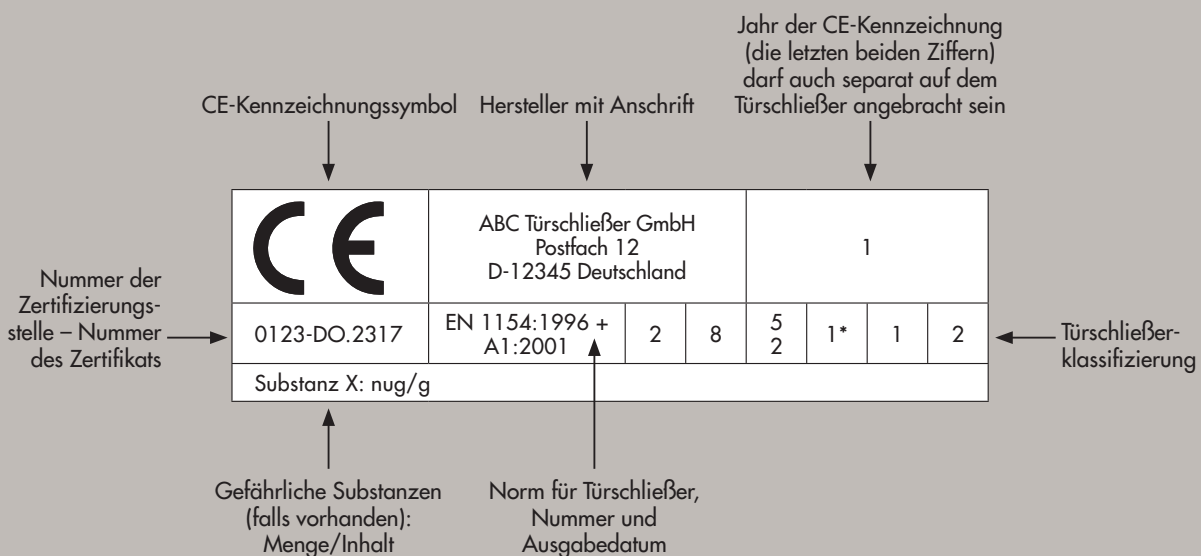 Jahr der CE-Kennzeichnung
(die letzten beiden Ziffern)
darf auch separat auf dem
Türschließer angebracht sein
CE-Kennzeichnungssymbol
Hersteller mit Anschrift
CE
ABC Türschließer GmbH
Postfach 12
D-12345 Deutschland
1
Nummer der
Zertifizierungs-
stelle – Nummer
des Zertifikats
0123-DO.2317
EN 1154:1996 +
A1:2001
2
8
5
2
1*
1
2
Türschließer-
klassifizierung
Substanz X: nug/g
Gefährliche Substanzen
(falls vorhanden):
Menge/Inhalt
Norm für Türschließer,
Nummer und
Ausgabedatum